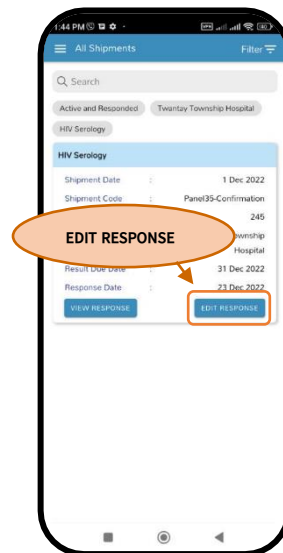 1:44 PM
All Shipments
Filter
Search
Active and Responded
Twantay Township Hospital
HIV Serology
HIV Serology
Shipment Date : 1 Dec 2022
Shipment Code : Panel35-Confirmation
245
EDIT RESPONSE
Hospital
Result Due Date : 31 Dec 2022
Response Date : 23 Dec 2022
VIEW RESPONSE
EDIT RESPONSE